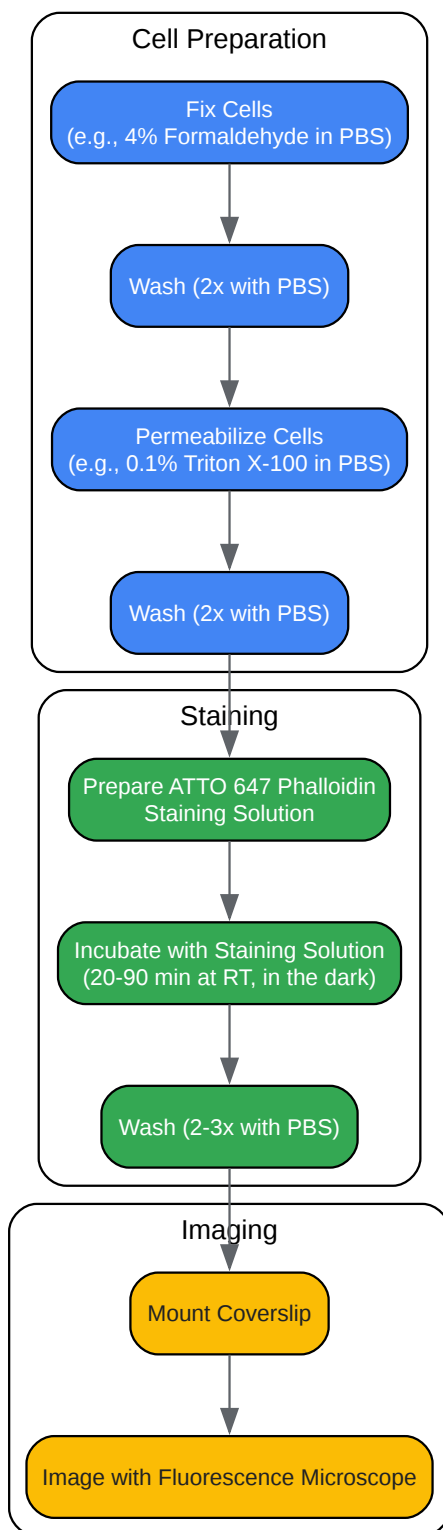 Cell Preparation
Fix Cells
(e.g., 4% Formaldehyde in PBS)
Wash (2x with PBS)
Permeabilize Cells
(e.g., 0.1% Triton X-100 in PBS)
Wash (2x with PBS)
Staining
Prepare ATTO 647 Phalloidin
Staining Solution
Incubate with Staining Solution
(20-90 min at RT, in the dark)
Wash (2-3x with PBS)
Imaging
Mount Coverslip
Image with Fluorescence Microscope